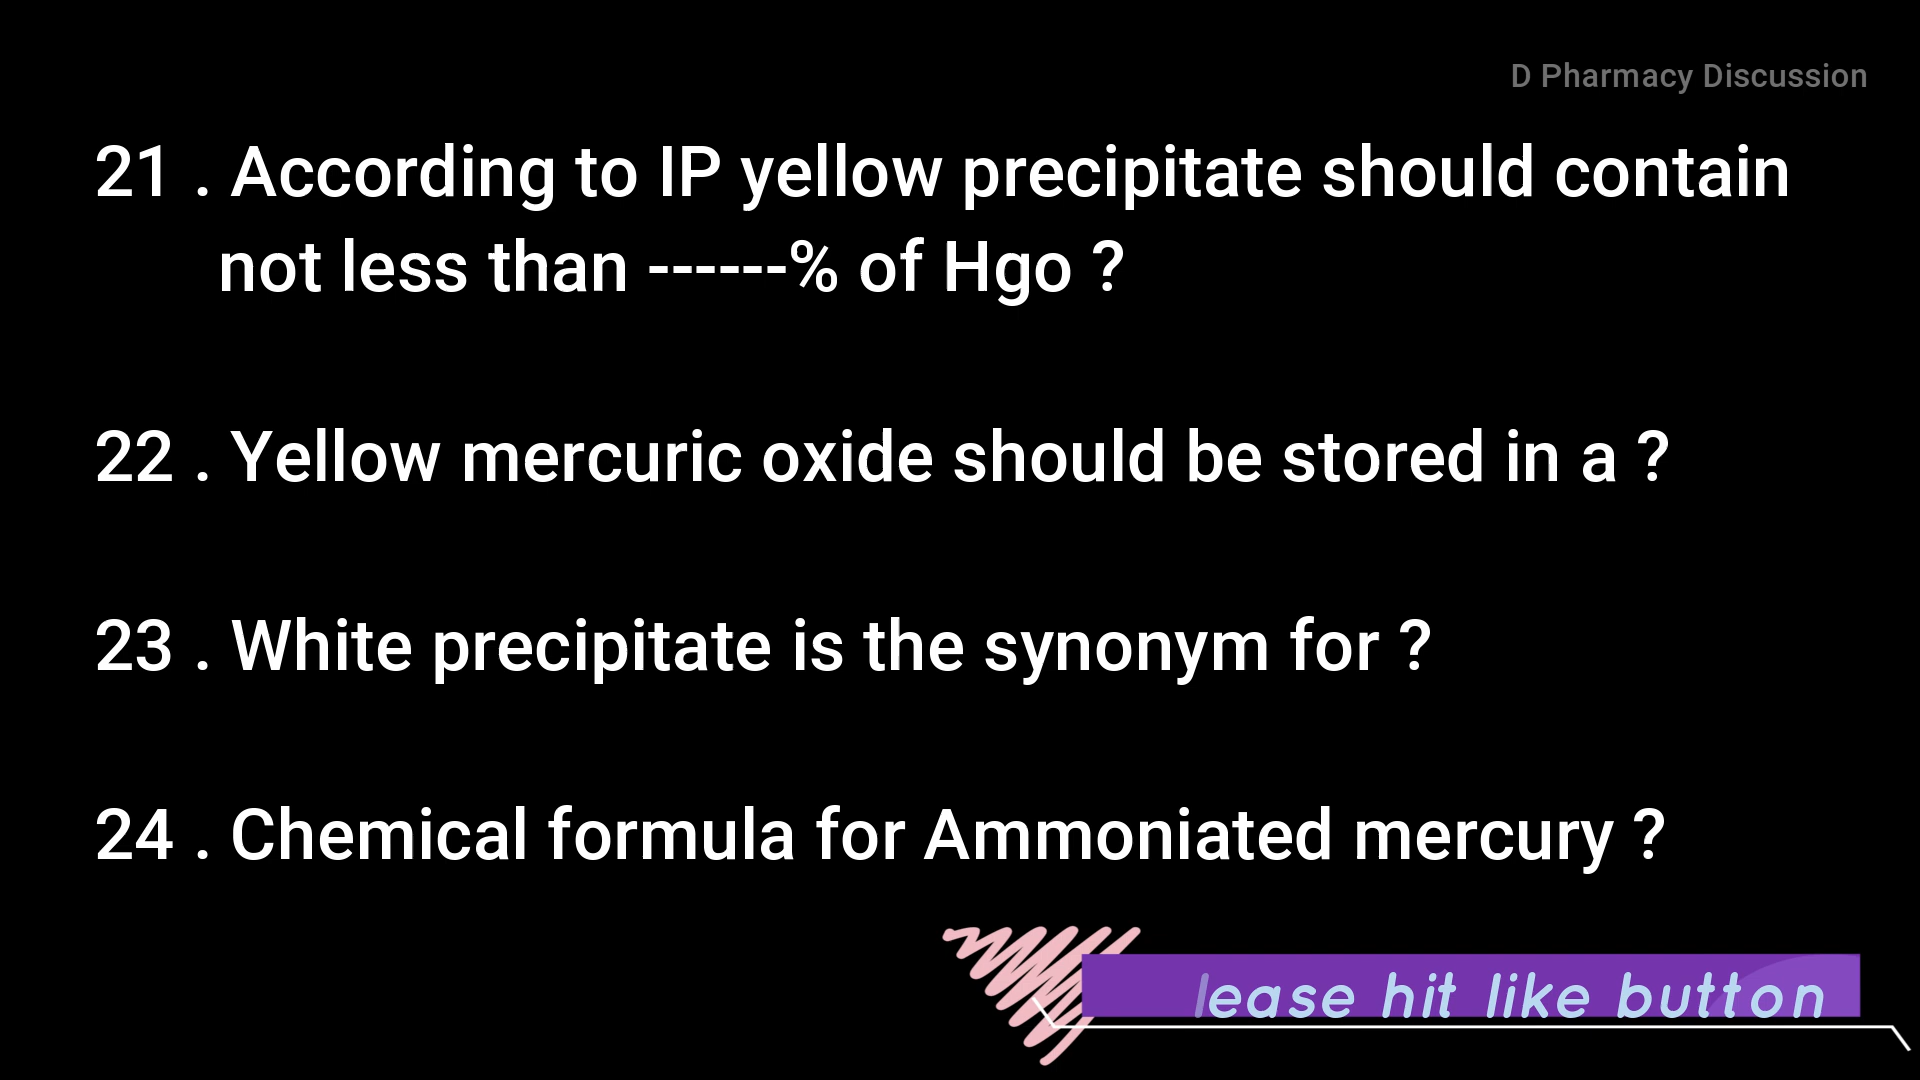 D Pharmacy Discussion
21 . According to IP yellow precipitate should contain
not less than ------% of Hgo ?
22 . Yellow mercuric oxide should be stored in a ?
23 . White precipitate is the synonym for ?
24 . Chemical formula for Ammoniated mercury ?
lease hit like button